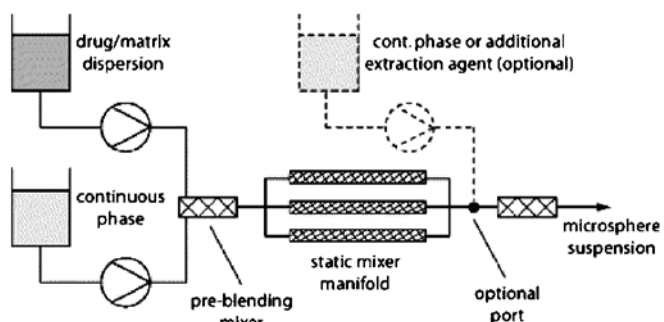 drug/matrix
dispersion
cont. phase or additional
extraction agent (optional)
continuous
phase
microsphere
suspension
static mixer
manifold
pre-blending
mixer
optional
port